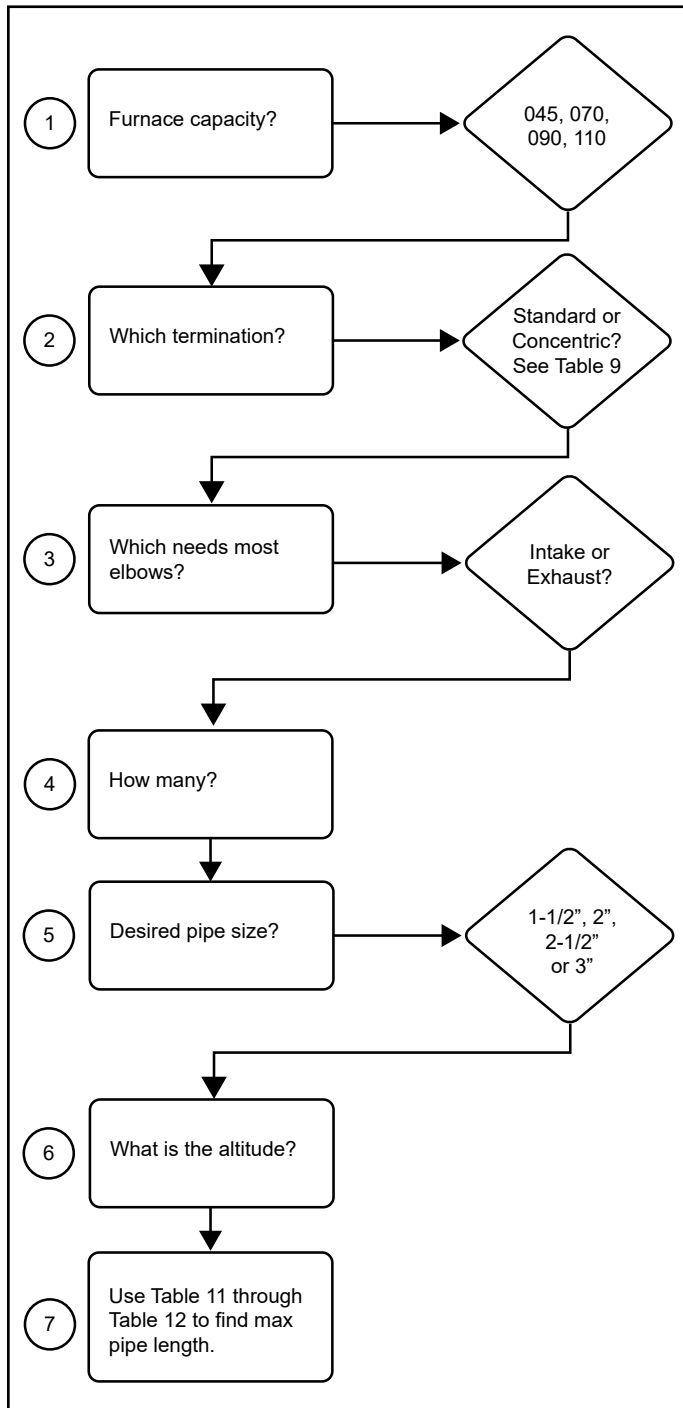 1
Furnace capacity?
045, 070,
090, 110
2
Which termination?
Standard or
Concentric?
See Table 9
3
Which needs most
elbows?
Intake or
Exhaust?
4
How many?
5
Desired pipe size?
1-1/2”, 2”,
2-1/2”
or 3”
6
What is the altitude?
7
Use Table 11 through
Table 12 to find max
pipe length.